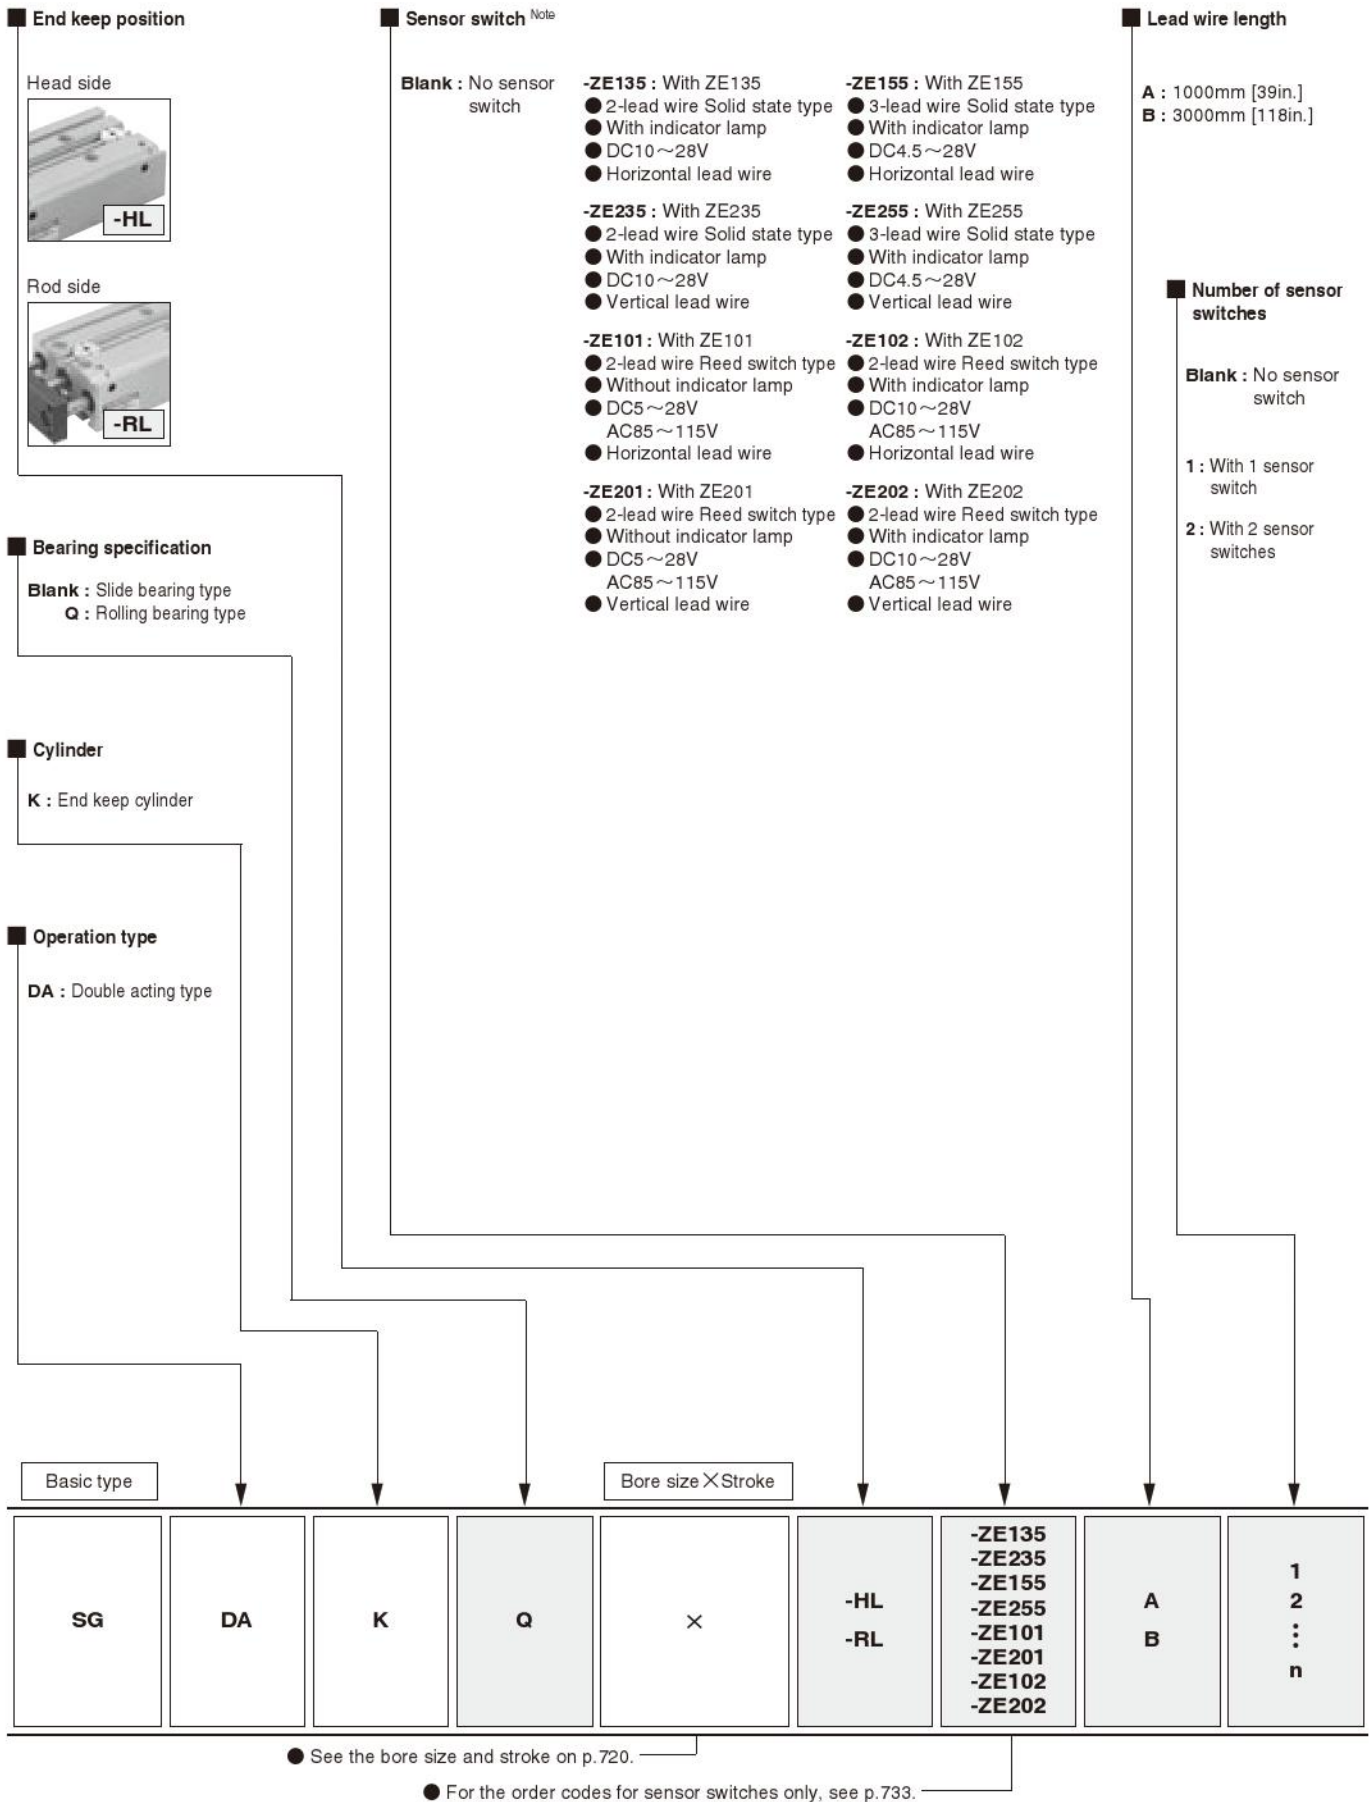 ■ End keep position
Head side
-HL
Rod side
-RL
■ Bearing specification
Blank : Slide bearing type
Q : Rolling bearing type
■ Cylinder
K : End keep cylinder
■ Operation type
DA : Double acting type
■ Sensor switch Note
Blank : No sensor
switch
-ZE135 : With ZE135
● 2-lead wire Solid state type
● With indicator lamp
● DC10～28V
● Horizontal lead wire
-ZE235 : With ZE235
● 2-lead wire Solid state type
● With indicator lamp
● DC10～28V
● Vertical lead wire
-ZE101 : With ZE101
● 2-lead wire Reed switch type
● Without indicator lamp
● DC5～28V
AC85～115V
● Horizontal lead wire
-ZE201 : With ZE201
● 2-lead wire Reed switch type
● Without indicator lamp
● DC5～28V
AC85～115V
● Vertical lead wire
-ZE155 : With ZE155
● 3-lead wire Solid state type
● With indicator lamp
● DC4.5～28V
● Horizontal lead wire
-ZE255 : With ZE255
● 3-lead wire Solid state type
● With indicator lamp
● DC4.5～28V
● Vertical lead wire
-ZE102 : With ZE102
● 2-lead wire Reed switch type
● With indicator lamp
● DC10～28V
AC85～115V
● Horizontal lead wire
-ZE202 : With ZE202
● 2-lead wire Reed switch type
● With indicator lamp
● DC10～28V
AC85～115V
● Vertical lead wire
■ Lead wire length
A : 1000mm [39in.]
B : 3000mm [118in.]
■ Number of sensor
switches
Blank : No sensor
switch
1 : With 1 sensor
switch
2 : With 2 sensor
switches
Basic type
Bore size×Stroke
SG
DA
K
Q
×
-HL
-RL
-ZE135
-ZE235
-ZE155
-ZE255
-ZE101
-ZE201
-ZE102
-ZE202
A
B
1
2
⋮
n
● See the bore size and stroke on p.720.
● For the order codes for sensor switches only, see p.733.